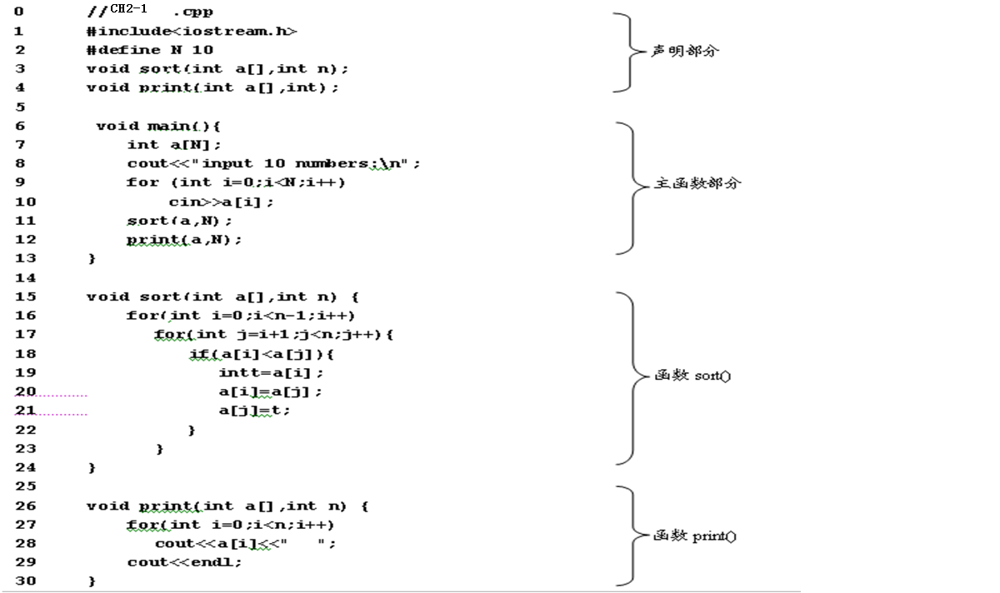 0 //CH2-1 .cpp
1 #include<iostream.h>
2 #define N 10
声明部分
3 void sort(int a[],int n);
4 void print(int a[],int);
5
6 void main(){
7 int a[N];
8 cout<<"input 10 numbers:\n";
9 for (int i=0;i<N;i++)
主函数部分
10 cin>>a[i];
11 sort(a,N);
12 print(a,N);
13 }
14
15 void sort(int a[],int n) {
16 for(int i=0;i<n-1;i++)
17 for(int j=i+1;j<n;j++){
18 if(a[i]<a[j]){
19 intt=a[i];
函数 sort()
20 a[i]=a[j];
21 a[j]=t;
22 }
23 }
24 }
25
26 void print(int a[],int n) {
27 for(int i=0;i<n;i++)
28 cout<<a[i]<<"   ";
函数 print()
29 cout<<endl;
30 }